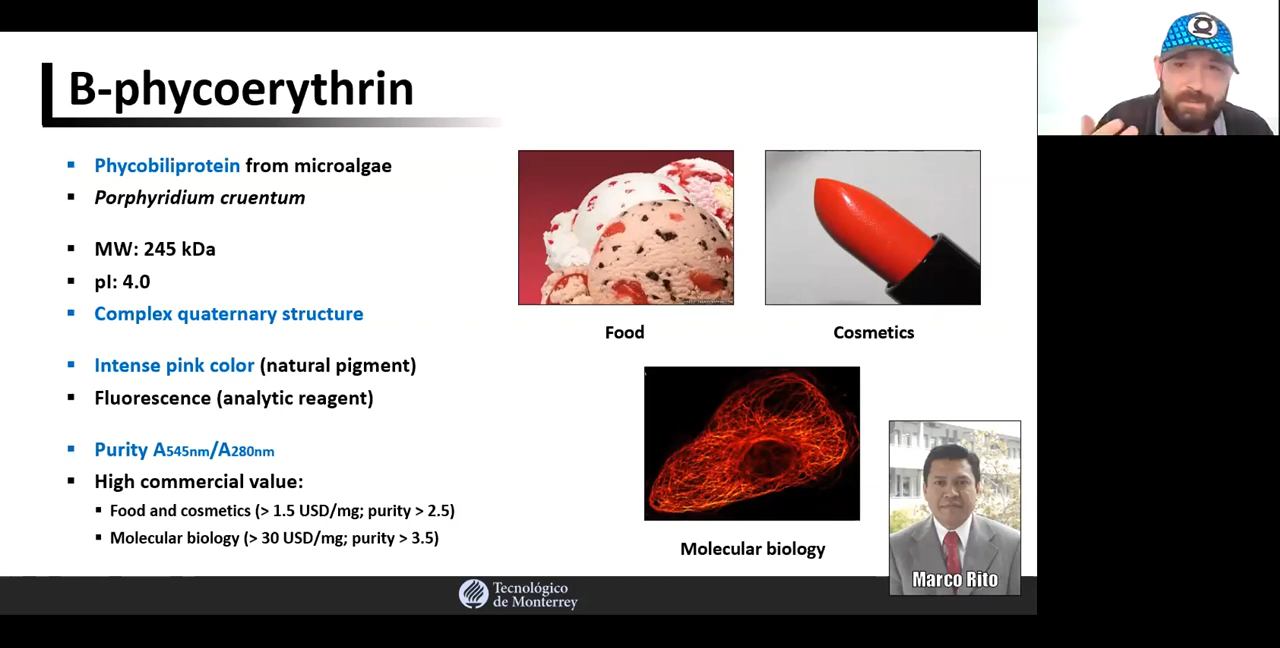 B-phycoerythrin
Phycobiliprotein from microalgae
Porphyridium cruentum
MW: 245 kDa
pI: 4.0
Complex quaternary structure
Intense pink color (natural pigment)
Fluorescence (analytic reagent)
Purity A545nm/A280nm
High commercial value:
Food and cosmetics (> 1.5 USD/mg; purity > 2.5)
Molecular biology (> 30 USD/mg; purity > 3.5)
Food
Cosmetics
Molecular biology
Marco Rito
Tecnológico
de Monterrey